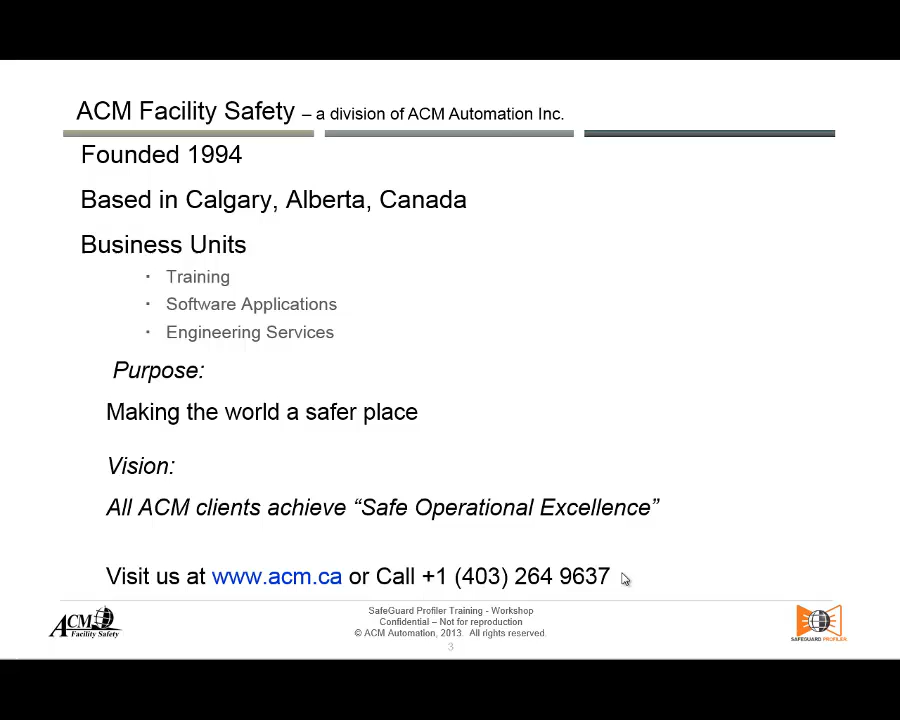 ACM Facility Safety – a division of ACM Automation Inc.
Founded 1994
Based in Calgary, Alberta, Canada
Business Units
▪ Training
▪ Software Applications
▪ Engineering Services
Purpose:
Making the world a safer place
Vision:
All ACM clients achieve “Safe Operational Excellence”
Visit us at www.acm.ca or Call +1 (403) 264 9637
SafeGuard Profiler Training - Workshop
Confidential – Not for reproduction
© ACM Automation, 2013. All rights reserved.
3
ACM
Facility Safety
SAFEGUARD PROFILER